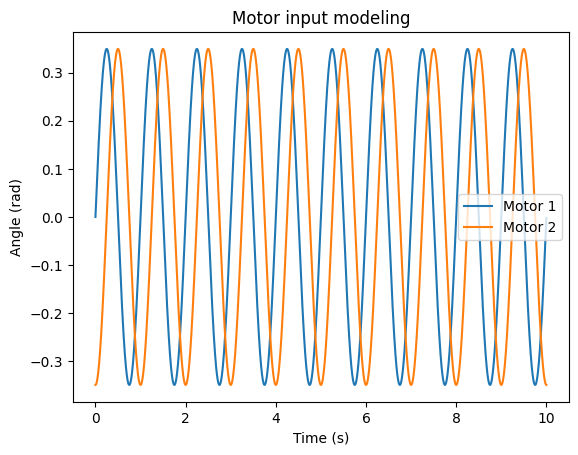 Motor input modeling
Angle (rad)
0.3
0.2
0.1
0.0
−0.1
−0.2
−0.3
Motor 1
Motor 2
0
2
4
6
8
10
Time (s)